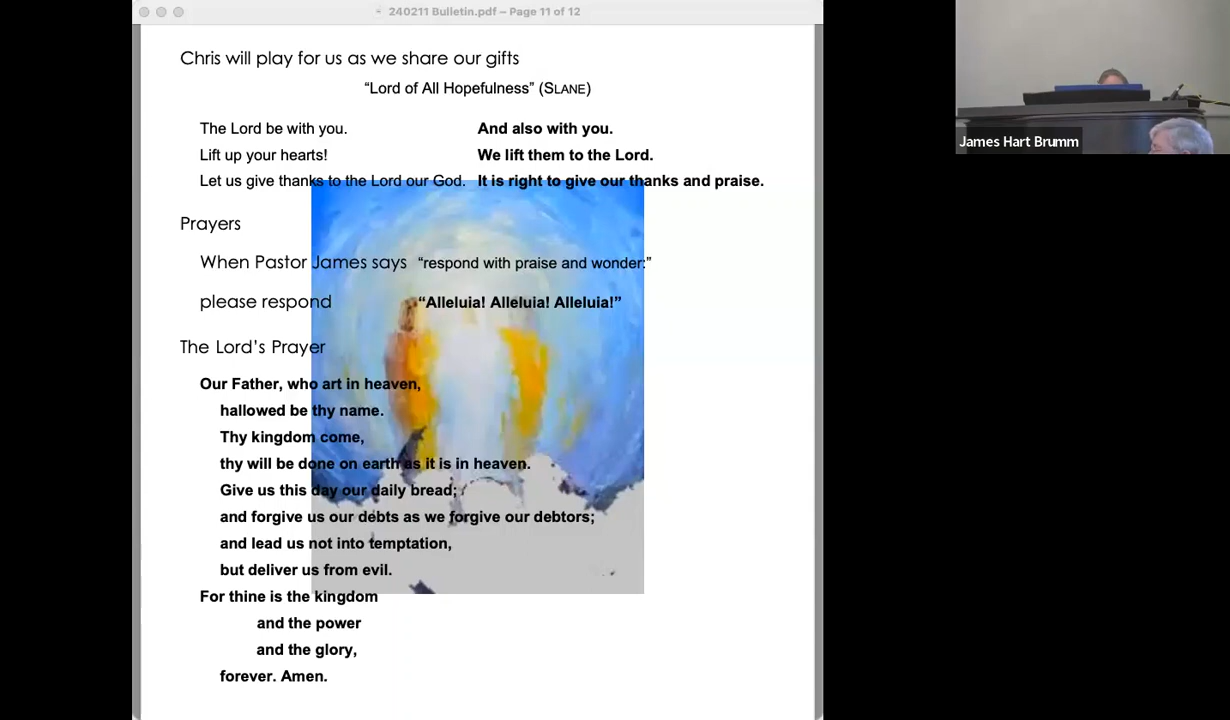 240211 Bulletin.pdf – Page 11 of 12
Chris will play for us as we share our gifts
“Lord of All Hopefulness” (SLANE)
The Lord be with you. And also with you.
Lift up your hearts! We lift them to the Lord.
Let us give thanks to the Lord our God. It is right to give our thanks and praise.
Prayers
When Pastor James says “respond with praise and wonder:”
please respond “Alleluia! Alleluia! Alleluia!”
The Lord’s Prayer
Our Father, who art in heaven,
hallowed be thy name.
Thy kingdom come,
thy will be done on earth as it is in heaven.
Give us this day our daily bread;
and forgive us our debts as we forgive our debtors;
and lead us not into temptation,
but deliver us from evil.
For thine is the kingdom
and the power
and the glory,
forever. Amen.
James Hart Brumm